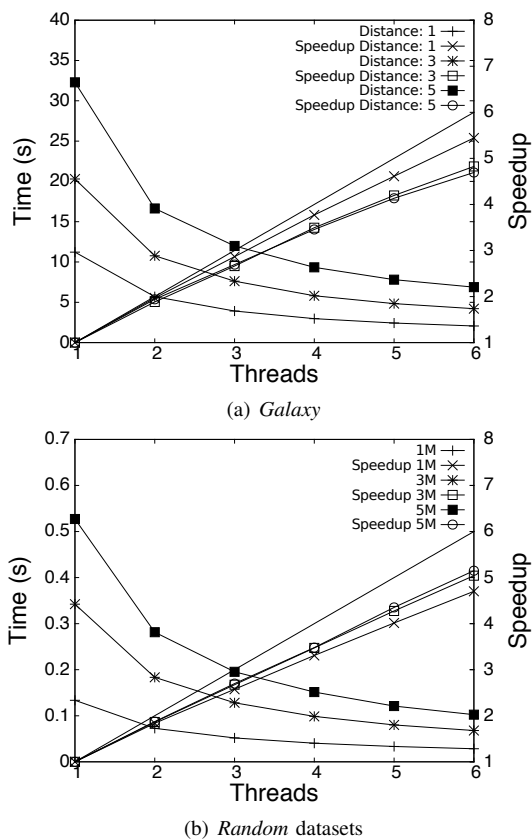 40
35
30
25
20
15
10
5
0
Time (s)
Distance: 1
Speedup Distance: 1
Distance: 3
Speedup Distance: 3
Distance: 5
Speedup Distance: 5
8
7
6
5
4
3
2
1
Speedup
1 2 3 4 5 6
Threads
(a) Galaxy
0.7
0.6
0.5
0.4
0.3
0.2
0.1
0
Time (s)
1M
Speedup 1M
3M
Speedup 3M
5M
Speedup 5M
8
7
6
5
4
3
2
1
Speedup
1 2 3 4 5 6
Threads
(b) Random datasets